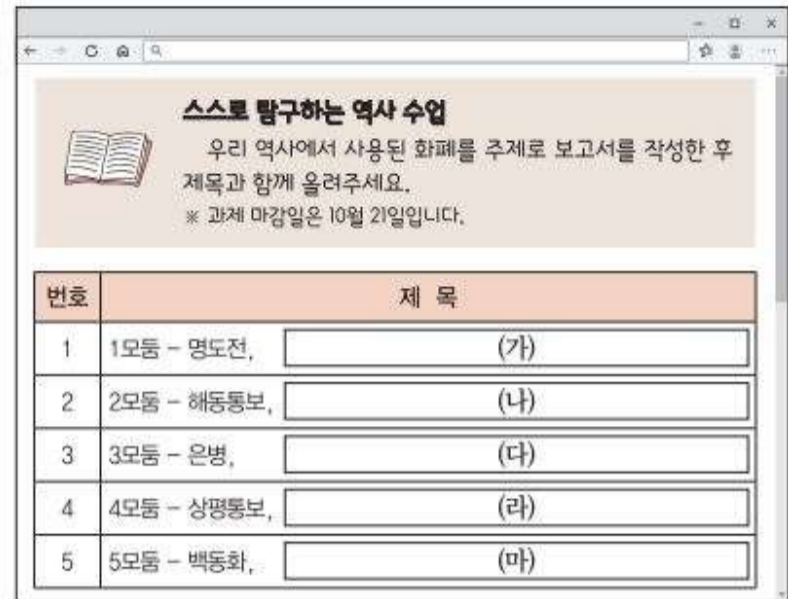 스스로 탐구하는 역사 수업
우리 역사에서 사용된 화폐를 주제로 보고서를 작성한 후
제목과 함께 올려주세요.
※ 과제 마감일은 10월 21일입니다.
번호 제 목
1 1모둠 - 명도전, (가)
2 2모둠 - 해동통보, (나)
3 3모둠 - 은병, (다)
4 4모둠 - 상평통보, (라)
5 5모둠 - 백동화, (마)